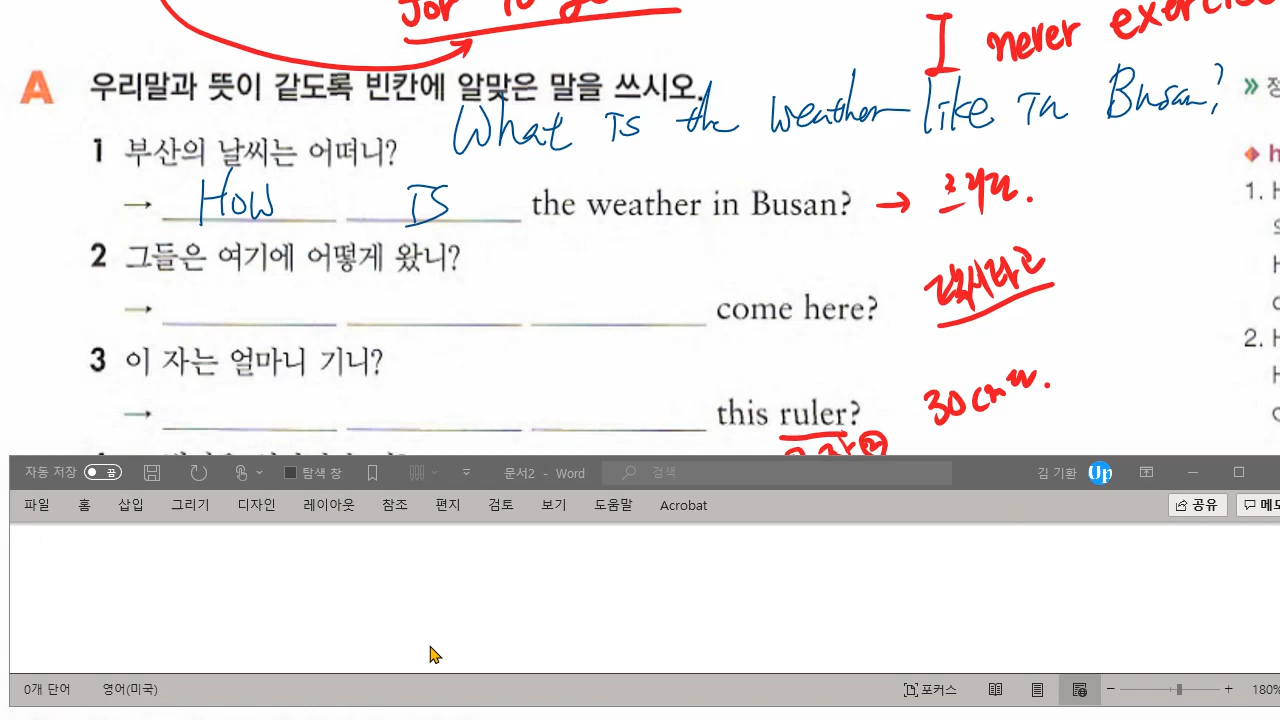 I never exercise
A 우리말과 뜻이 같도록 빈칸에 알맞은 말을 쓰시오.
What is the weather like in Busan?
1 부산의 날씨는 어떠니?
→ How is the weather in Busan? →
2 그들은 여기에 어떻게 왔니?
→ come here?
3 이 자는 얼마니 기니?
→ this ruler?
1. H
2. H
자동 저장 끔 탐색 창 문서2 - Word 검색 김 기환 Up
파일 홈 삽입 그리기 디자인 레이아웃 참조 편지 검토 보기 도움말 Acrobat 공유 메모
0개 단어 영어(미국) 포커스 180%